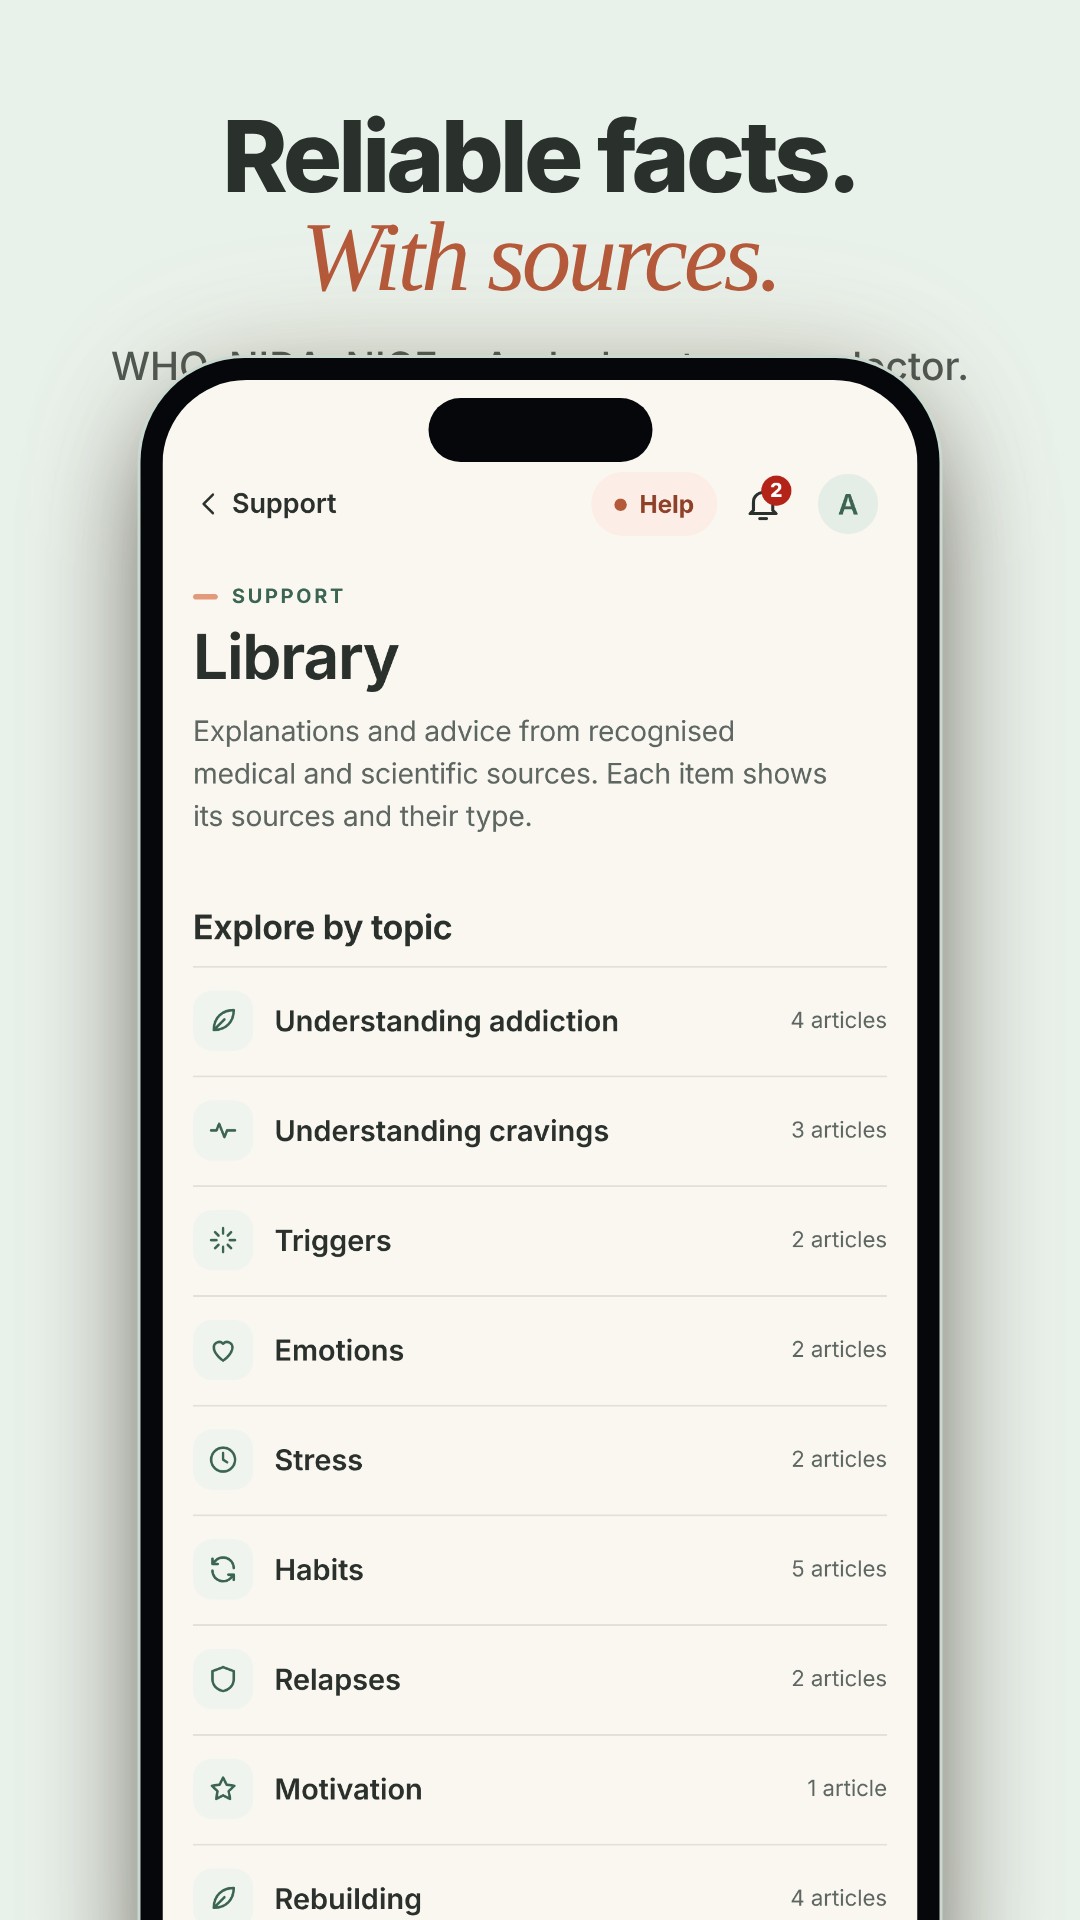 Reliable facts.
With sources.
WHO, NIDA, NICE doctor.
Support
Help
2
A
SUPPORT
Library
Explanations and advice from recognised
medical and scientific sources. Each item shows
its sources and their type.
Explore by topic
Understanding addiction
4 articles
Understanding cravings
3 articles
Triggers
2 articles
Emotions
2 articles
Stress
2 articles
Habits
5 articles
Relapses
2 articles
Motivation
1 article
Rebuilding
4 articles